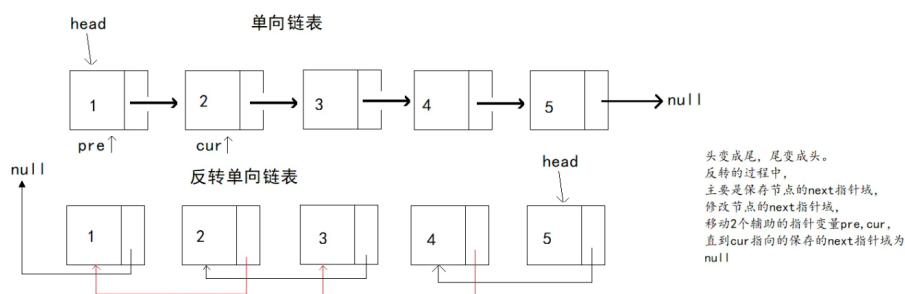 head
单向链表
1
2
3
4
5
null
pre
cur
null
反转单向链表
head
1
2
3
4
5
头变成尾，尾变成头。
反转的过程中，
主要是保存节点的next指针域，
修改节点的next指针域，
移动2个辅助的指针变量pre,cur，
直到cur指向的保存的next指针域为
null